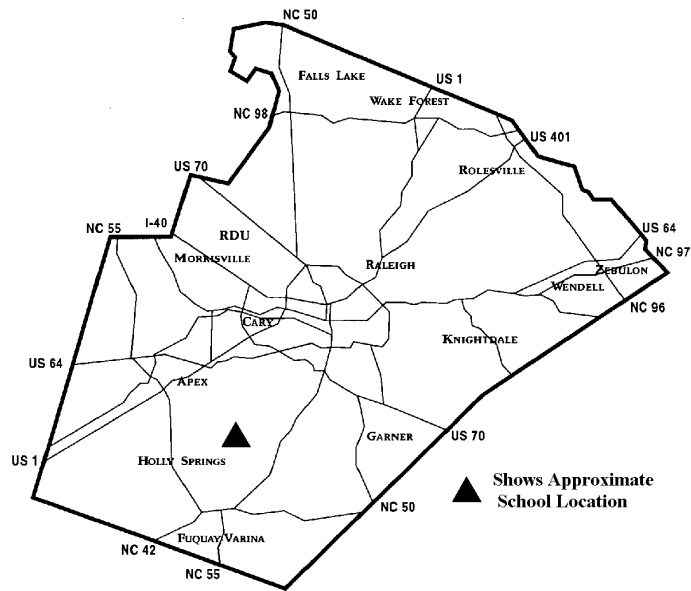 NC 50
FALLS LAKE
US 1
WAKE FOREST
NC 98
US 401
US 70
ROLESVILLE
NC 55
I-40
RDU
US 64
MORRISVILLE
RALEIGH
NC 97
ZEBULON
WENDELL
NC 96
CARY
KNIGHTDALE
US 64
APEX
GARNER
US 70
HOLLY SPRINGS
US 1
Shows Approximate
School Location
NC 50
FUQUAY VARINA
NC 42
NC 55